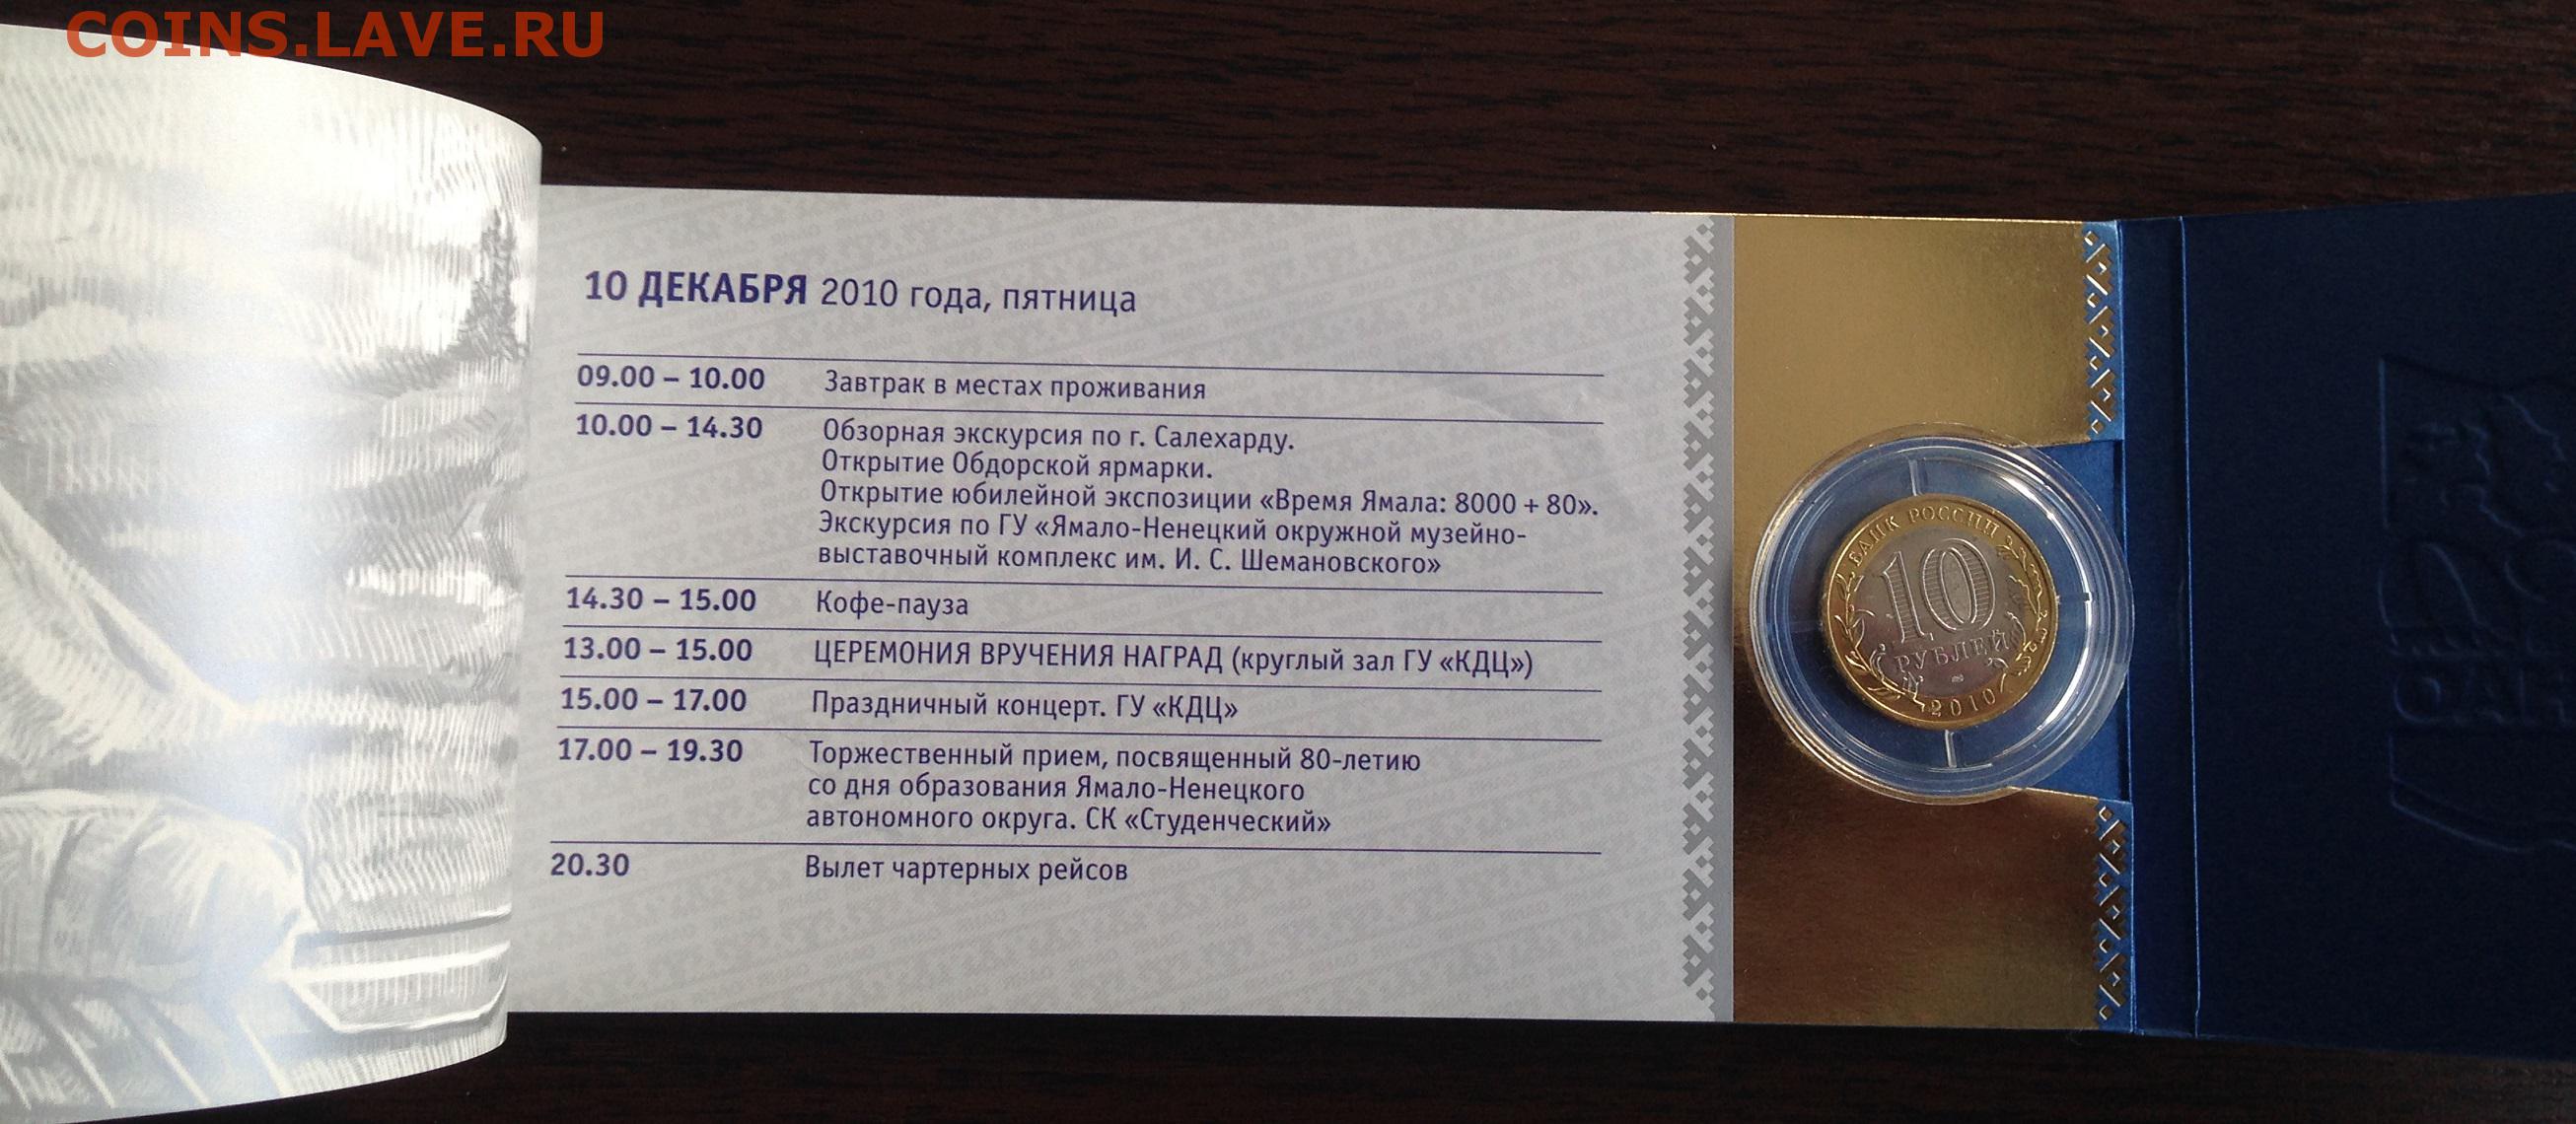 COINS.LAVE.RU
10 ДЕКАБРЯ 2010 года, пятница
09.00 – 10.00 Завтрак в местах проживания
10.00 – 14.30 Обзорная экскурсия по г. Салехарду.
Открытие Обдорской ярмарки.
Открытие юбилейной экспозиции «Время Ямала: 8000 + 80».
Экскурсия по ГУ «Ямало-Ненецкий окружной музейно-
выставочный комплекс им. И. С. Шемановского»
14.30 – 15.00 Кофе-пауза
13.00 – 15.00 ЦЕРЕМОНИЯ ВРУЧЕНИЯ НАГРАД (круглый зал ГУ «КДЦ»)
15.00 – 17.00 Праздничный концерт. ГУ «КДЦ»
17.00 – 19.30 Торжественный прием, посвященный 80-летию
со дня образования Ямало-Ненецкого
автономного округа. СК «Студенческий»
20.30 Вылет чартерных рейсов
БАНК РОССИИ
10
РУБЛЕЙ
2010